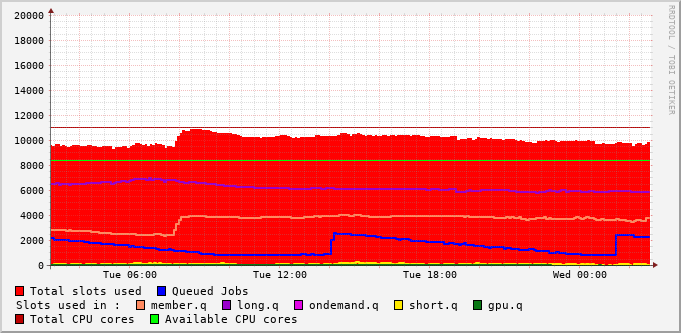 RRDTOOL / TOBI OETIKER
20000
18000
16000
14000
12000
10000
8000
6000
4000
2000
0
Tue 06:00 Tue 12:00 Tue 18:00 Wed 00:00
Total slots used Queued Jobs
Slots used in : member.q long.q ondemand.q short.q gpu.q
Total CPU cores Available CPU cores